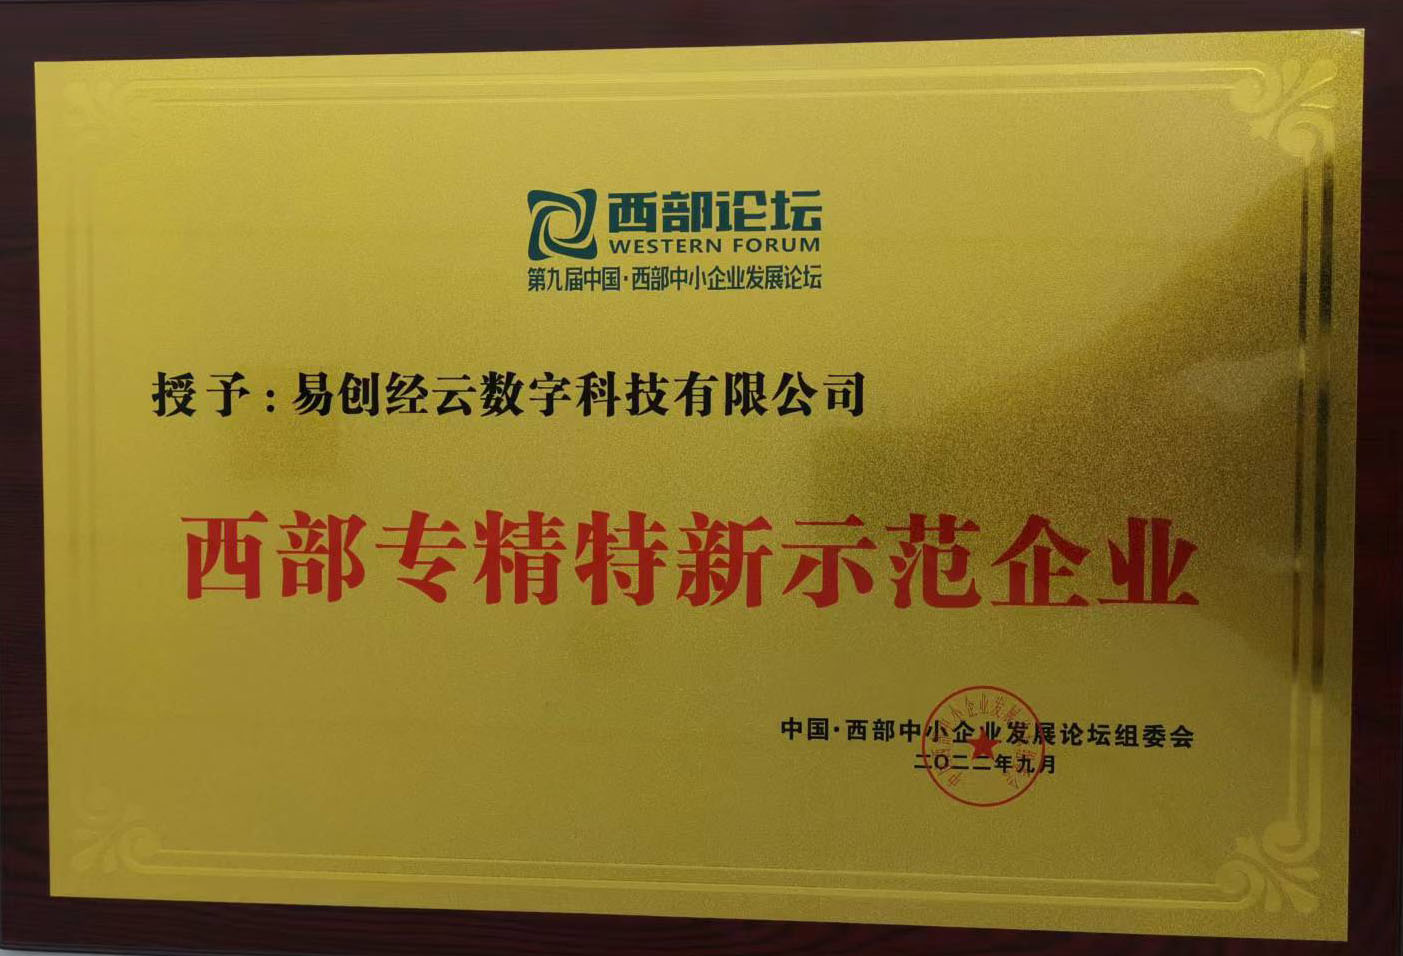 西部论坛
WESTERN FORUM
第九届中国·西部中小企业发展论坛
授予:易创经云数字科技有限公司
西部专精特新示范企业
中国·西部中小企业发展论坛组委会
二〇二二年九月